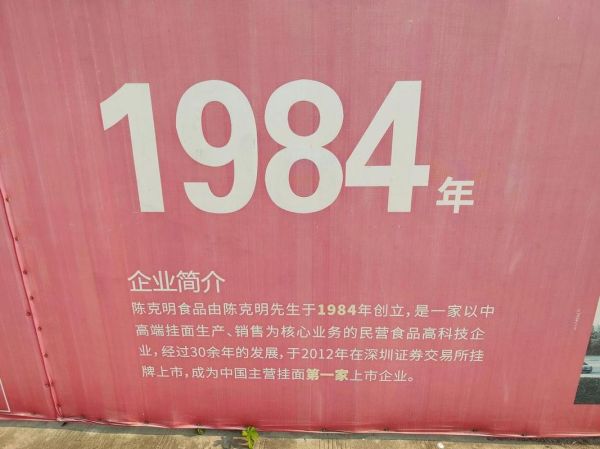 1984年
企业简介
陈克明食品由陈克明先生于1984年创立，是一家以中
高端挂面生产、销售为核心业务的民营食品高科技企
业，经过30余年的发展，于2012年在深圳证券交易所挂
牌上市，成为中国主营挂面第一家上市企业。